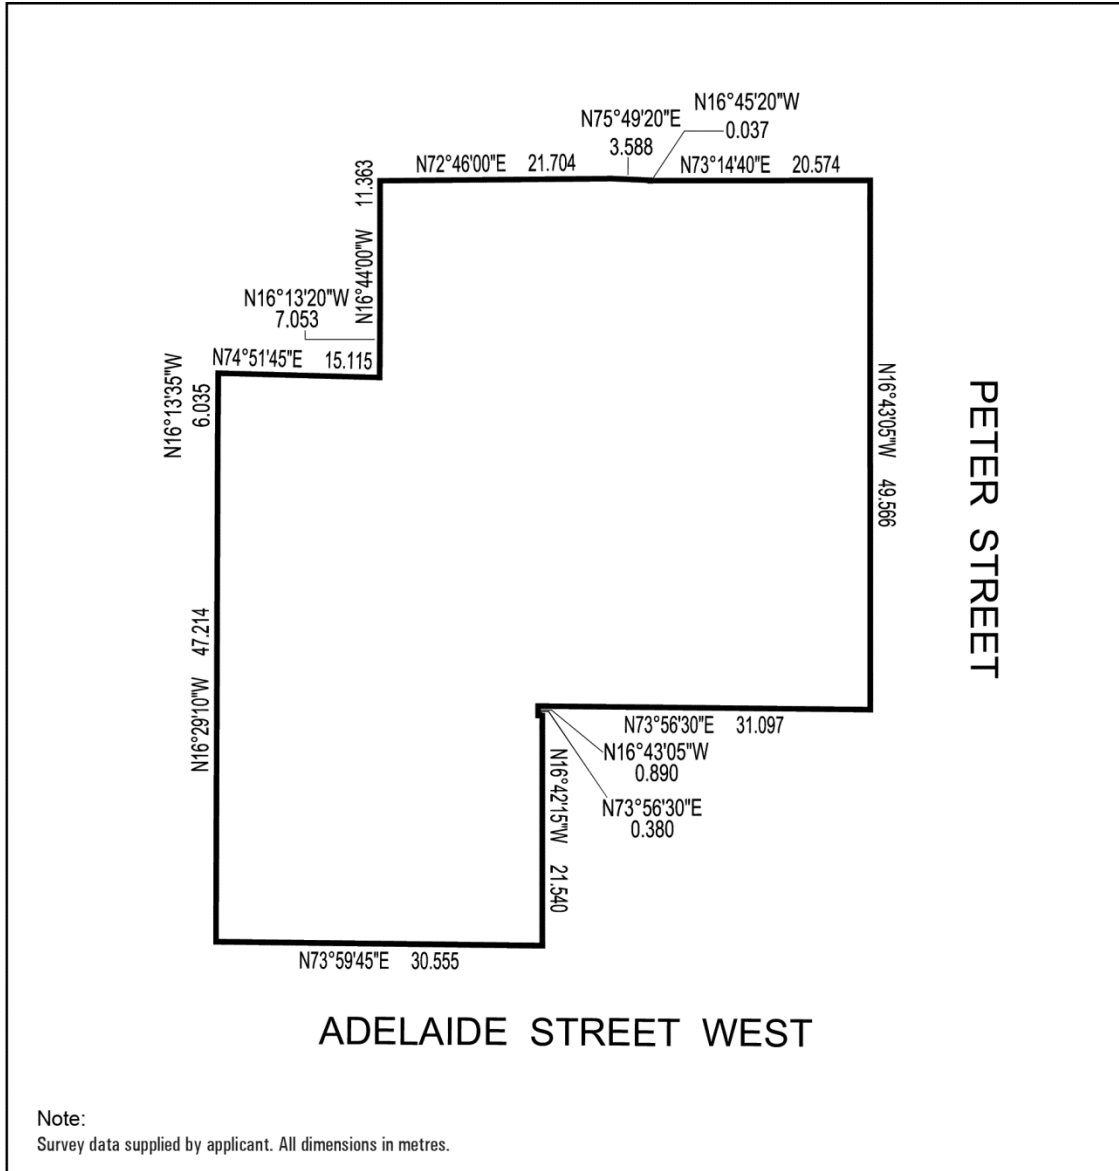 N16°45'20"W
0.037
N75°49'20"E
3.588
N72°46'00"E 21.704
N73°14'40"E 20.574
N16°44'00"W 11.363
N16°13'20"W
7.053
N74°51'45"E 15.115
N16°13'35"W
6.035
N16°43'05"W 49.566
PETER STREET
N16°29'10"W 47.214
N73°56'30"E 31.097
N16°43'05"W
0.890
N73°56'30"E
0.380
N16°42'15"W 21.540
N73°59'45"E 30.555
ADELAIDE STREET WEST
Note:
Survey data supplied by applicant. All dimensions in metres.